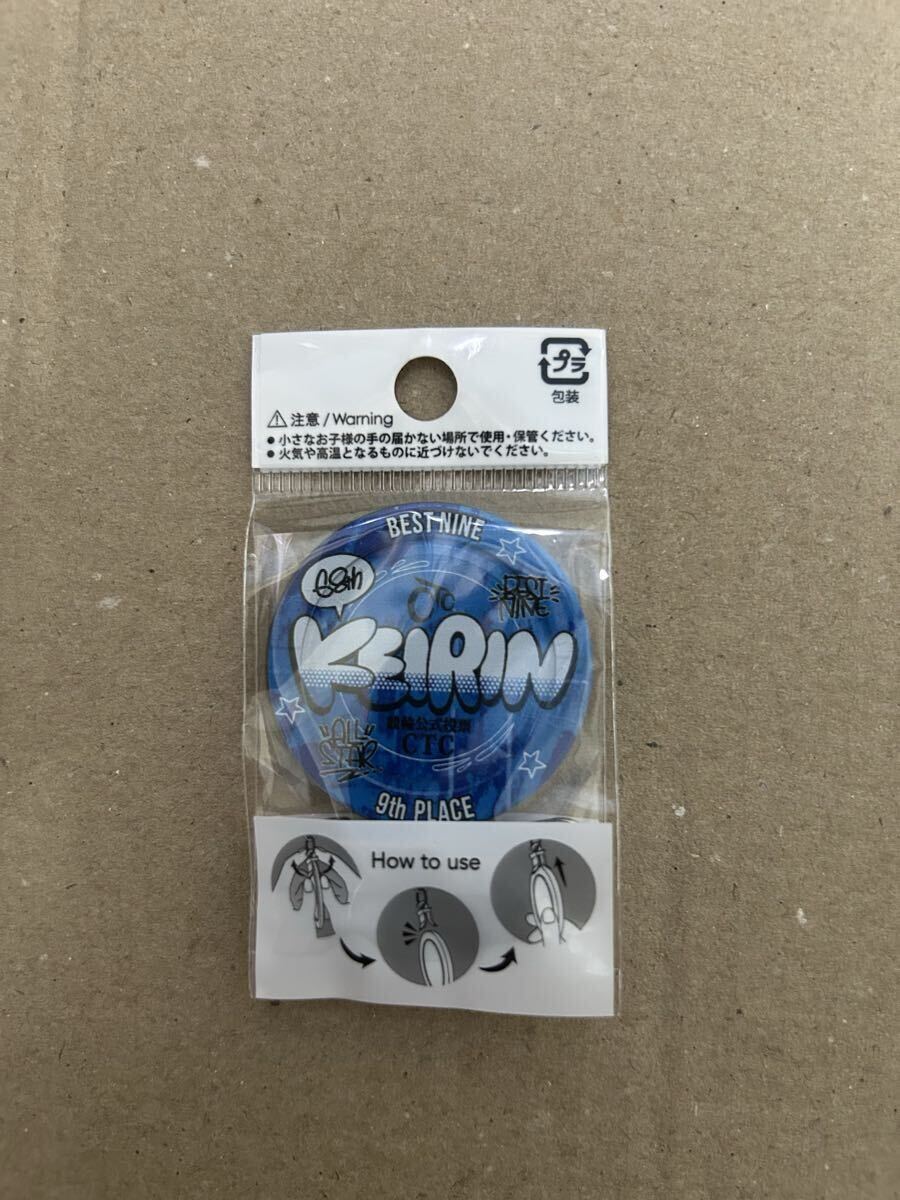 プラ
包装
⚠ 注意 / Warning
● 小さなお子様の手の届かない場所で使用・保管ください。
● 火気や高温となるものに近づけないでください。
BEST NINE
68th
BEST
NINE
KEIRIN
競輪公式投票
CTC
"ALL
STAR
9th PLACE
How to use